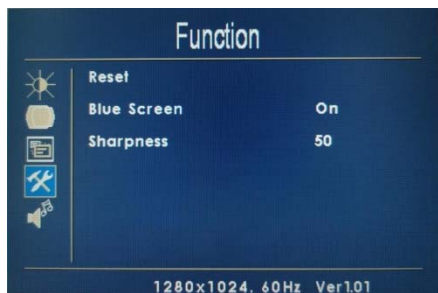 Function
Reset
Blue Screen On
Sharpness 50
1280x1024. 60Hz Ver1.01